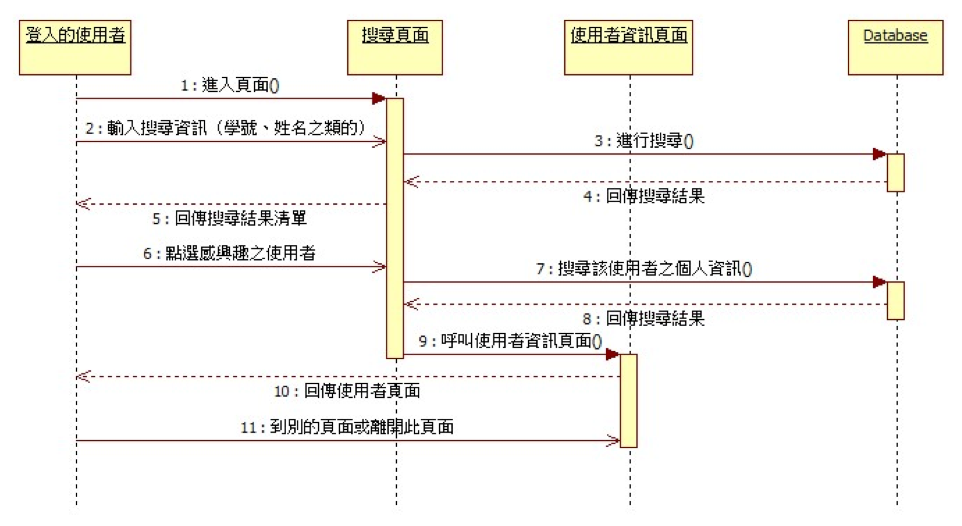 登入的使用者
搜尋頁面
使用者資訊頁面
Database
1 : 進入頁面()
2 : 輸入搜尋資訊（學號、姓名之類的）
3 : 進行搜尋()
4 : 回傳搜尋結果
5 : 回傳搜尋結果清單
6 : 點選感興趣之使用者
7 : 搜尋該使用者之個人資訊()
8 : 回傳搜尋結果
9 : 呼叫使用者資訊頁面()
10 : 回傳使用者頁面
11 : 到別的頁面或離開此頁面